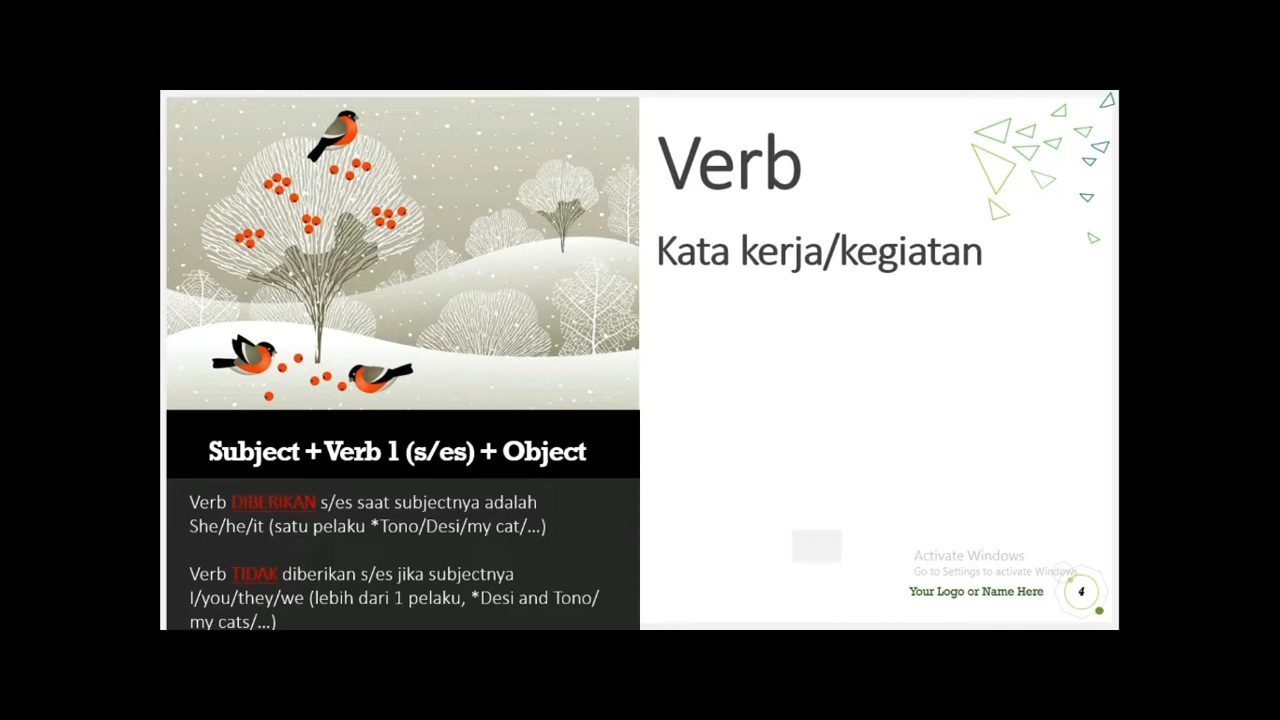 Subject + Verb 1 (s/es) + Object
Verb DIBERIKAN s/es saat subjectnya adalah
She/he/it (satu pelaku *Tono/Desi/my cat/...)
Verb TIDAK diberikan s/es jika subjectnya
I/you/they/we (lebih dari 1 pelaku, *Desi and Tono/
my cats/...)
Verb
Kata kerja/kegiatan
Activate Windows
Go to Settings to activate Windows.
Your Logo or Name Here
4